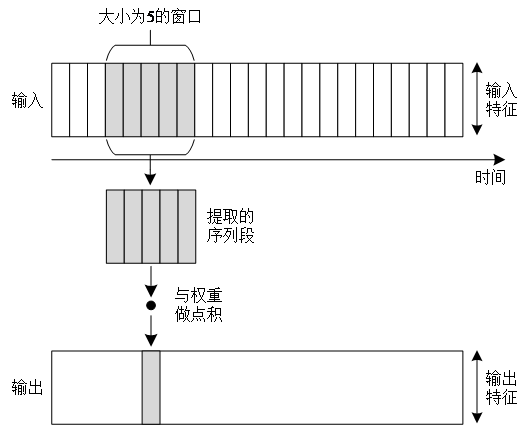 大小为5的窗口
输入
输入
特征
时间
提取的
序列段
与权重
做点积
输出
输出
特征